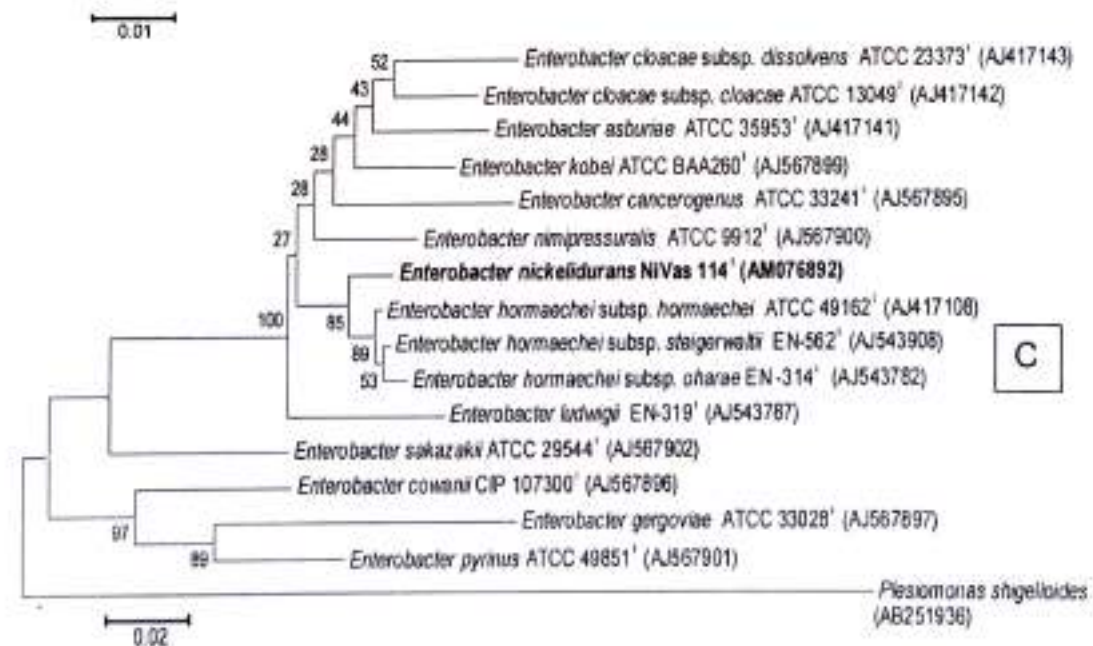 0.01
52 Enterobacter cloacae subsp. dissolvens ATCC 23373ᵀ (AJ417143)
43 Enterobacter cloacae subsp. cloacae ATCC 13049ᵀ (AJ417142)
44 Enterobacter asburiae ATCC 35953ᵀ (AJ417141)
28 Enterobacter kobei ATCC BAA260ᵀ (AJ567899)
28 Enterobacter cancerogenus ATCC 33241ᵀ (AJ567895)
27 Enterobacter nimipressuralis ATCC 9912ᵀ (AJ567900)
Enterobacter nickelidurans NiVas 114ᵀ (AM076892)
100 85 Enterobacter hormaechei subsp. hormaechei ATCC 49162ᵀ (AJ417108)
89 Enterobacter hormaechei subsp. steigerwaltii EN-562ᵀ (AJ543908)
C
53 Enterobacter hormaechei subsp. oharae EN-314ᵀ (AJ543782)
Enterobacter ludwigii EN-319ᵀ (AJ543787)
Enterobacter sakazakii ATCC 29544ᵀ (AJ567902)
Enterobacter cowanii CIP 107300ᵀ (AJ567896)
97 Enterobacter gergoviae ATCC 33028ᵀ (AJ567897)
89 Enterobacter pyrinus ATCC 49851ᵀ (AJ567901)
Plesiomonas shigelloides
(AB251936)
0.02